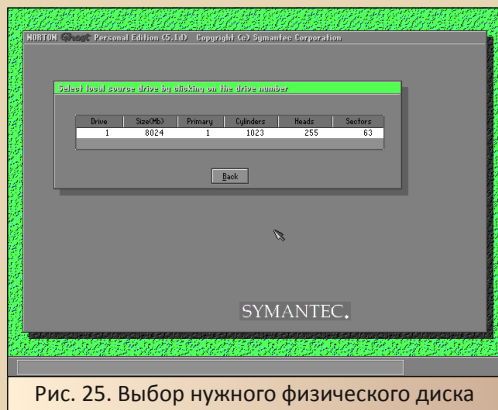 NORTON Ghost Personal Edition (5.1d) Copyright (c) Symantec Corporation
Select local source drive by clicking on the drive number
Drive Size(Mb) Primary Cylinders Heads Sectors
1 8024 1 1023 255 63
Back
SYMANTEC.
Рис. 25. Выбор нужного физического диска